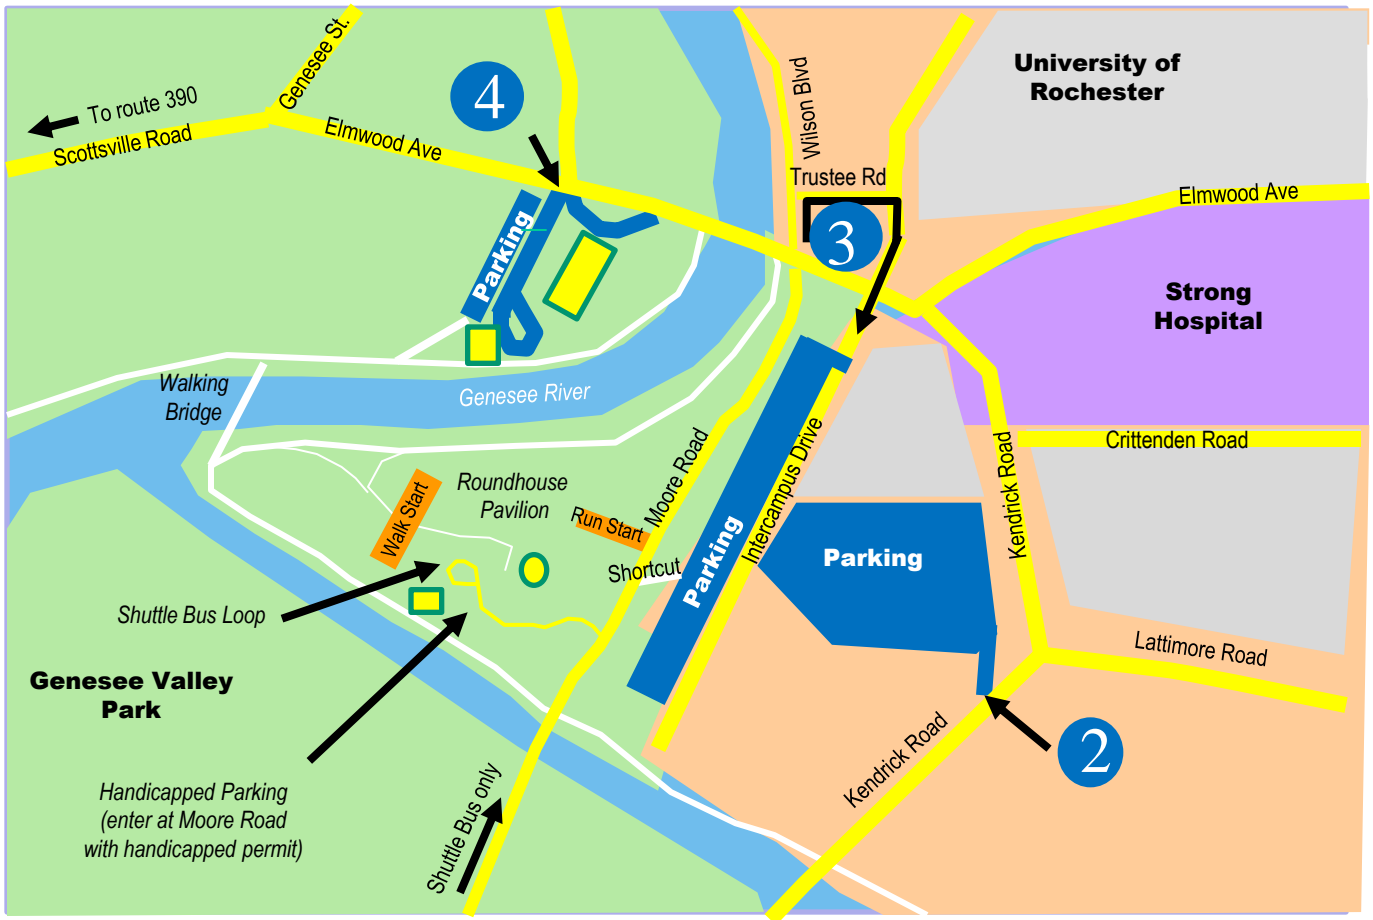 Genesee St.
University of
Rochester
4
To route 390
Scottsville Road
Elmwood Ave
Wilson Blvd
Trustee Rd
Elmwood Ave
3
Parking
Strong
Hospital
Walking
Bridge
Genesee River
Crittenden Road
Roundhouse
Pavilion
Walk Start
Run Start
Moore Road
Intercampus Drive
Kendrick Road
Parking
Parking
Shortcut
Shuttle Bus Loop
Lattimore Road
Genesee Valley
Park
2
Kendrick Road
Handicapped Parking
(enter at Moore Road
with handicapped permit)
Shuttle Bus only